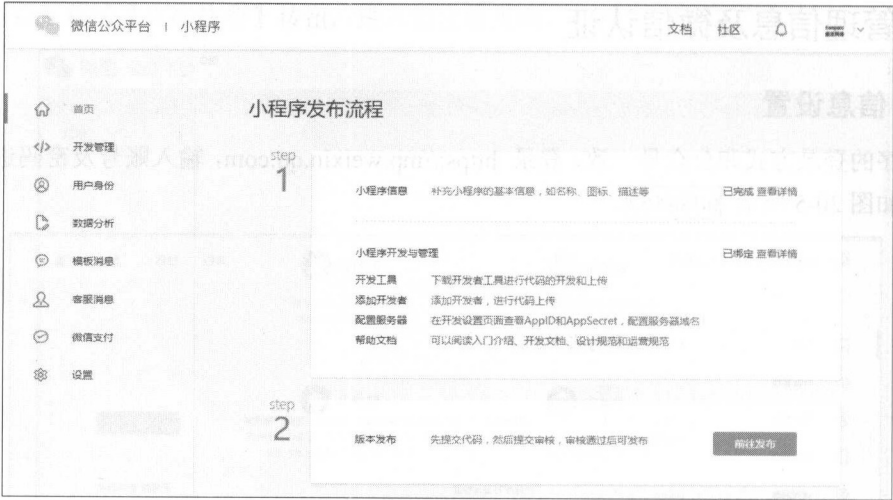 微信公众平台 | 小程序
文档 社区
首页
开发管理
用户身份
数据分析
模板消息
客服消息
微信支付
设置
小程序发布流程
step
1
小程序信息 补充小程序的基本信息，如名称、图标、描述等 已完成 查看详情
小程序开发与管理 已绑定 查看详情
开发工具 下载开发者工具进行代码的开发和上传
添加开发者 添加开发者，进行代码上传
配置服务器 在开发设置页面查看AppID和AppSecret，配置服务器域名
帮助文档 可以阅读入门介绍、开发文档、设计规范和运营规范
step
2
版本发布 先提交代码，然后提交审核，审核通过后可发布 前往发布